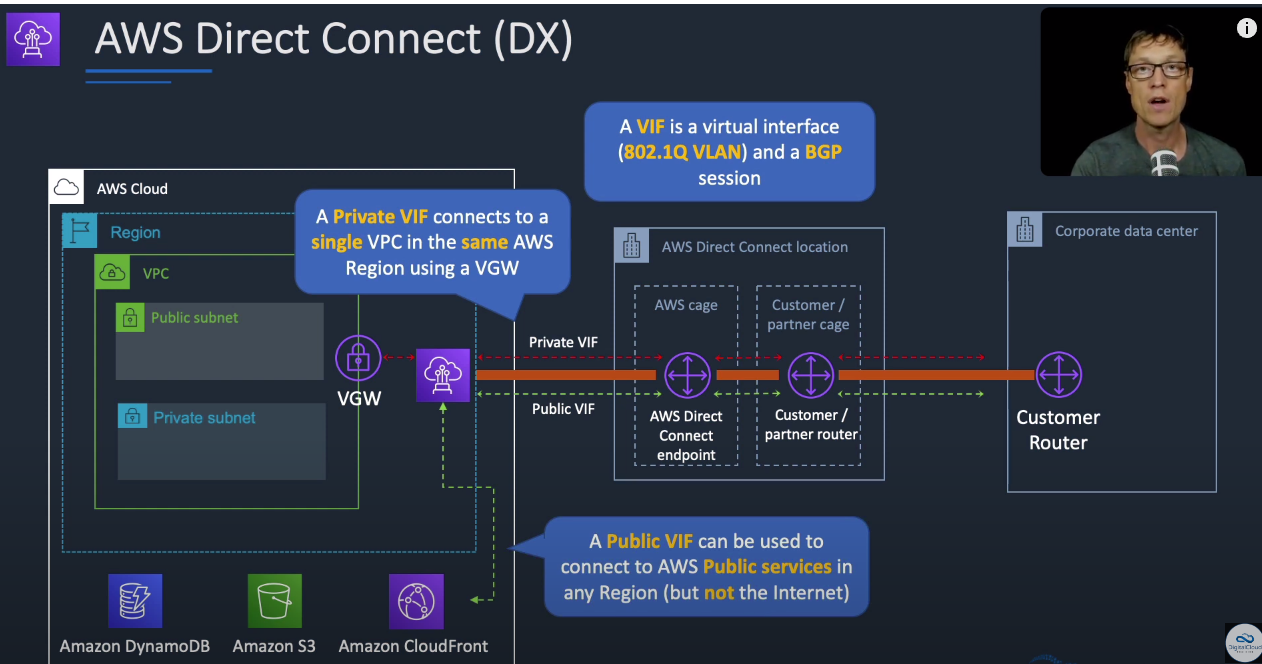 AWS Direct Connect (DX)
i
A VIF is a virtual interface
(802.1Q VLAN) and a BGP
session
AWS Cloud
A Private VIF connects to a
single VPC in the same AWS
Region using a VGW
Region
VPC
Public subnet
Private subnet
VGW
Private VIF
Public VIF
AWS Direct Connect location
AWS cage
Customer /
partner cage
AWS Direct
Connect
endpoint
Customer /
partner router
Corporate data center
Customer
Router
A Public VIF can be used to
connect to AWS Public services in
any Region (but not the Internet)
Amazon DynamoDB
Amazon S3
Amazon CloudFront
DigitalCloud